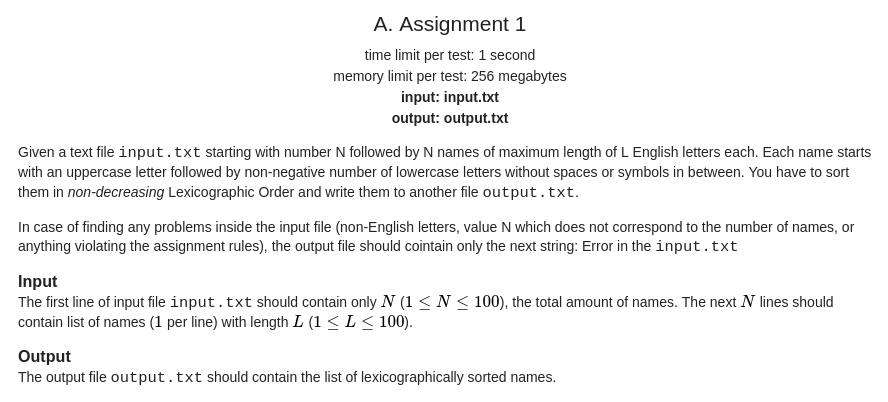 A. Assignment 1
time limit per test: 1 second
memory limit per test: 256 megabytes
input: input.txt
output: output.txt
Given a text file input.txt starting with number N followed by N names of maximum length of L English letters each. Each name starts
with an uppercase letter followed by non-negative number of lowercase letters without spaces or symbols in between. You have to sort
them in non-decreasing Lexicographic Order and write them to another file output.txt.
In case of finding any problems inside the input file (non-English letters, value N which does not correspond to the number of names, or
anything violating the assignment rules), the output file should cointain only the next string: Error in the input.txt
Input
The first line of input file input.txt should contain only N (1 ≤ N ≤ 100), the total amount of names. The next N lines should
contain list of names (1 per line) with length L (1 ≤ L ≤ 100).
Output
The output file output.txt should contain the list of lexicographically sorted names.